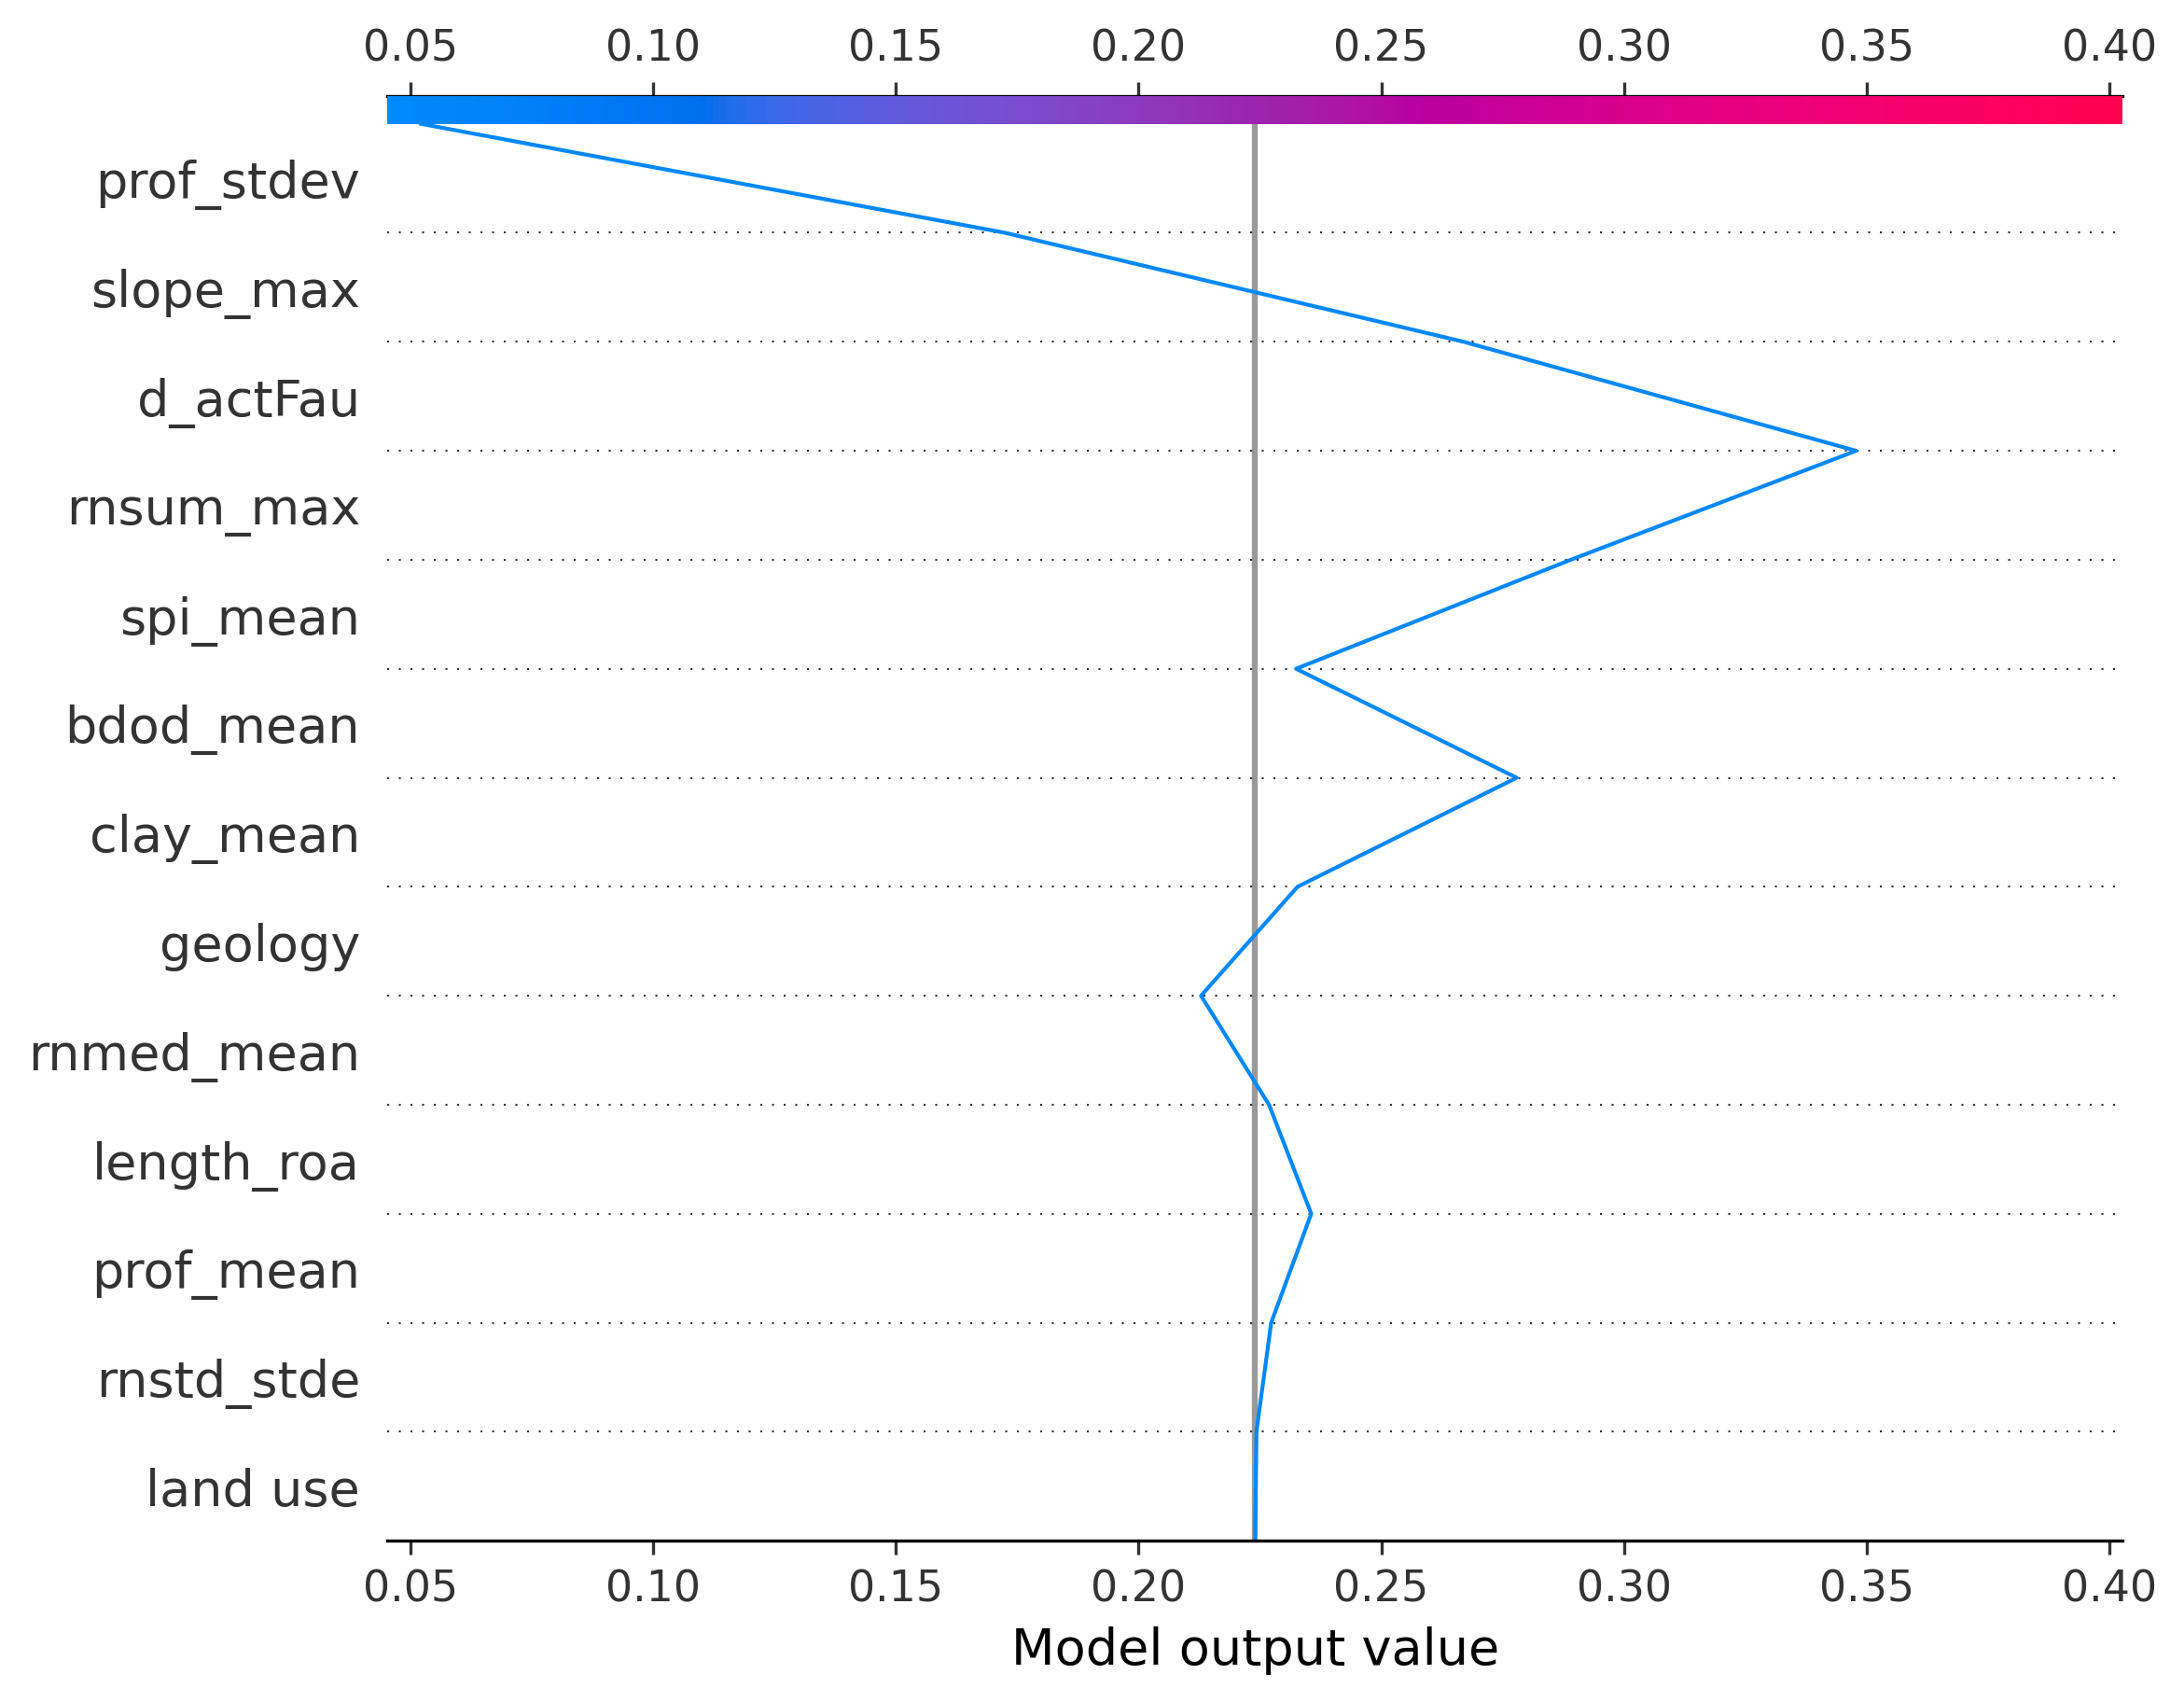 0.05 0.10 0.15 0.20 0.25 0.30 0.35 0.40
prof_stdev
slope_max
d_actFau
rnsum_max
spi_mean
bdod_mean
clay_mean
geology
rnmed_mean
length_roa
prof_mean
rnstd_stde
land use
0.05 0.10 0.15 0.20 0.25 0.30 0.35 0.40
Model output value